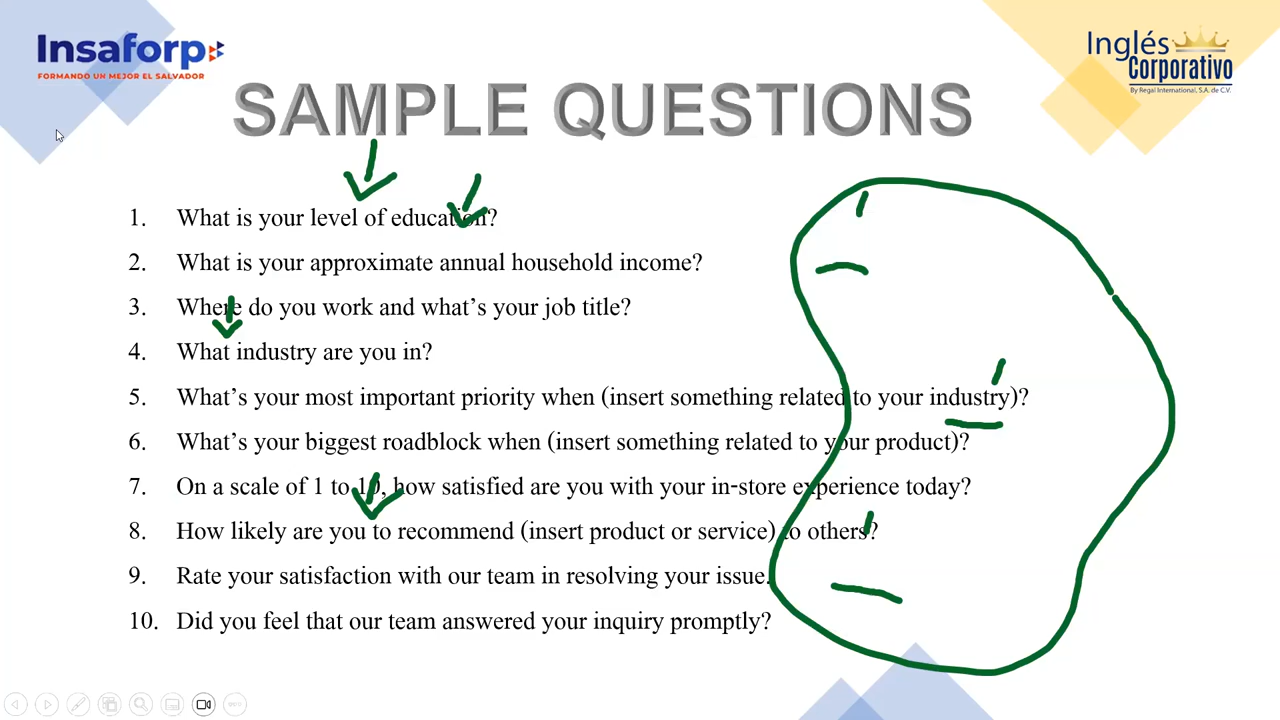 Insaforp
FORMANDO UN MEJOR EL SALVADOR
Inglés
Corporativo
By Regal International, S.A. de C.V.
SAMPLE QUESTIONS
1. What is your level of education?
2. What is your approximate annual household income?
3. Where do you work and what's your job title?
4. What industry are you in?
5. What's your most important priority when (insert something related to your industry)?
6. What's your biggest roadblock when (insert something related to your product)?
7. On a scale of 1 to 10, how satisfied are you with your in-store experience today?
8. How likely are you to recommend (insert product or service) to others?
9. Rate your satisfaction with our team in resolving your issue.
10. Did you feel that our team answered your inquiry promptly?